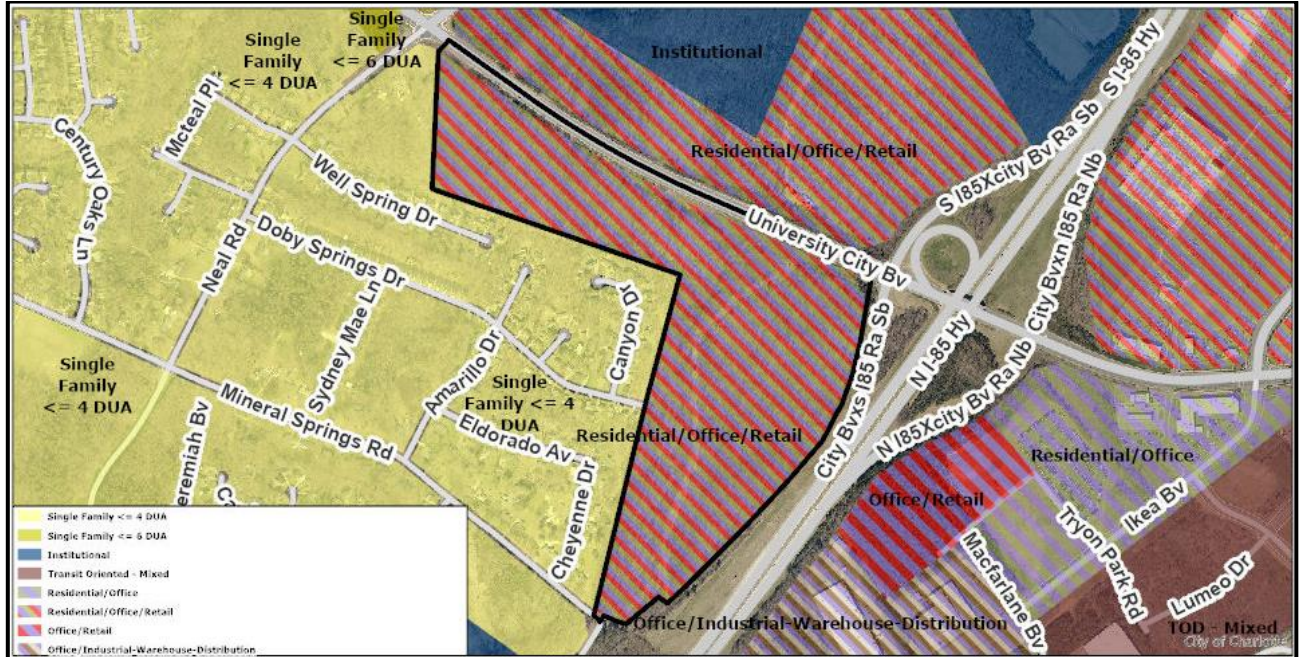 Single
Family
<= 4 DUA
Single
Family
<= 6 DUA
Institutional
S I-85 Hy
Mcteal Pl
S I85Xcity Bv Ra Sb
Century Oaks Ln
Well Spring Dr
Residential/Office/Retail
City Bvxn I85 Ra Nb
Neal Rd
Doby Springs Dr
University City Bv
Sydney Mae Ln
Canyon Dr
N I-85 Hy
City Bvxs I85 Ra Sb
Single
Family
<= 4 DUA
Amarillo Dr
Single
Family <= 4
DUA
Mineral Springs Rd
Eldorado Av
Residential/Office/Retail
N I85Xcity Bv Ra Nb
Residential/Office
eremiah Bv
Cheyenne Dr
Office/Retail
Tryon Park Rd
Ikea Bv
Macfarlane Bv
Lumeo Dr
Office/Industrial-Warehouse-Distribution
TOD - Mixed
City of Charlotte
Single Family <= 4 DUA
Single Family <= 6 DUA
Institutional
Transit Oriented - Mixed
Residential/Office
Residential/Office/Retail
Office/Retail
Office/Industrial-Warehouse-Distribution